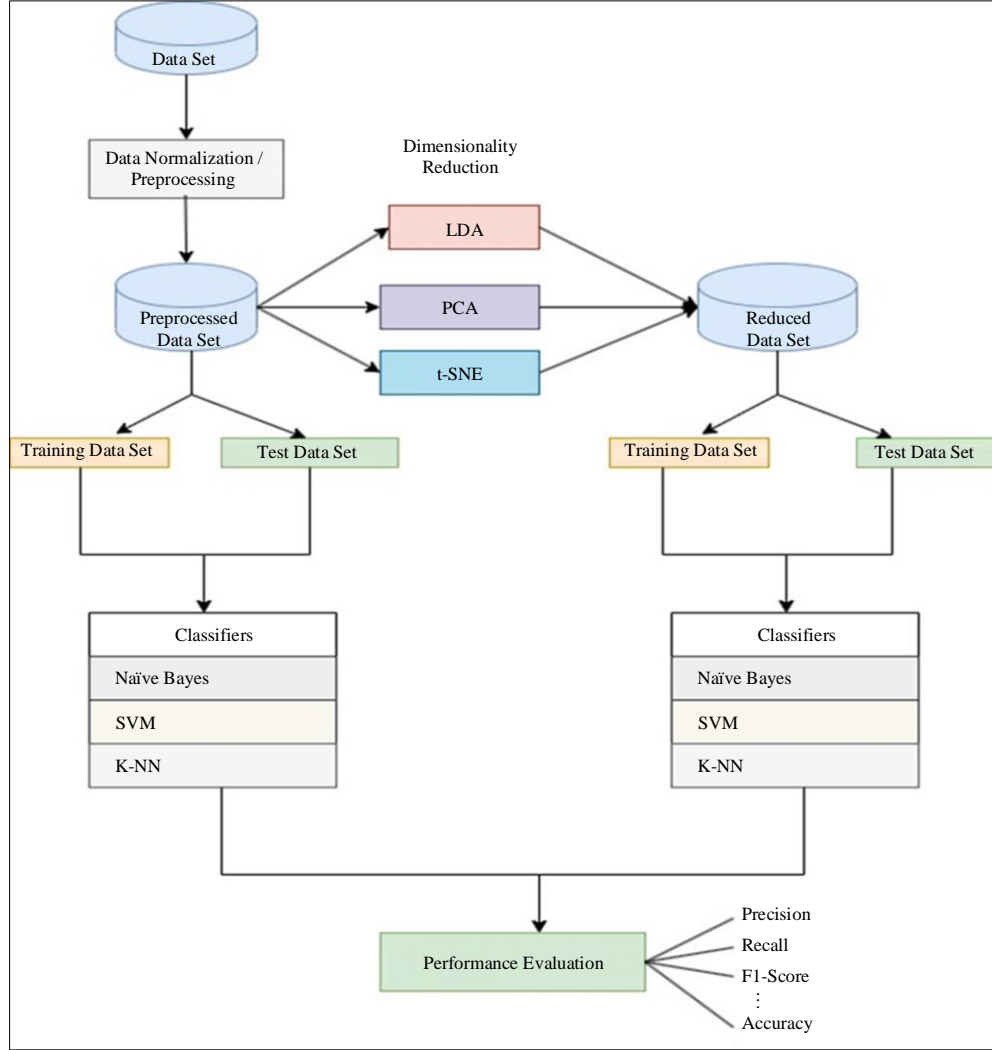 Data Set
Data Normalization /
Preprocessing
Dimensionality
Reduction
LDA
PCA
t-SNE
Preprocessed
Data Set
Reduced
Data Set
Training Data Set
Test Data Set
Training Data Set
Test Data Set
Classifiers
Naïve Bayes
SVM
K-NN
Classifiers
Naïve Bayes
SVM
K-NN
Performance Evaluation
Precision
Recall
F1-Score
⋮
Accuracy